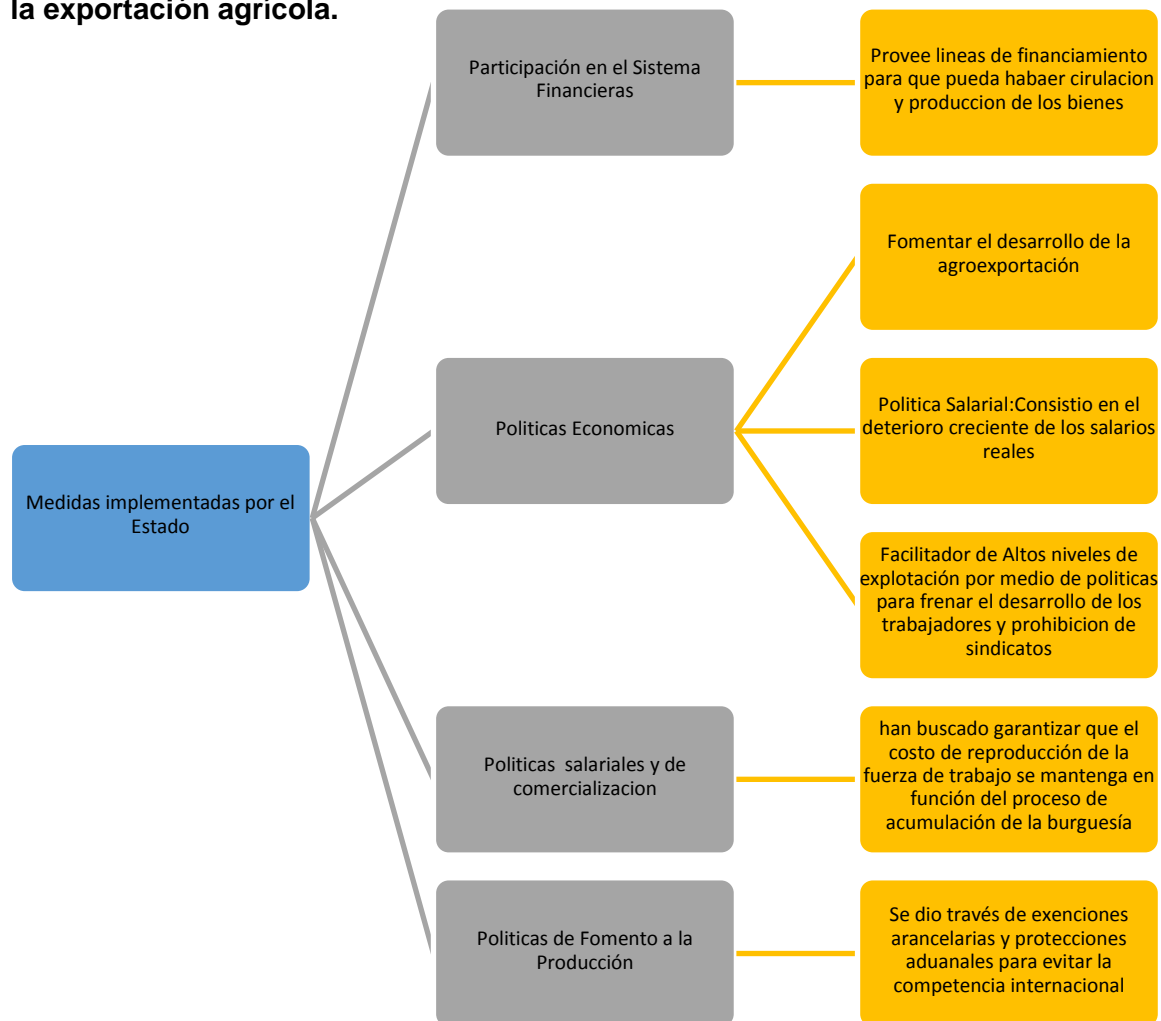 la exportación agrícola.
Participación en el Sistema
Financieras
Provee lineas de financiamiento
para que pueda habaer cirulacion
y produccion de los bienes
Fomentar el desarrollo de la
agroexportación
Politicas Economicas
Politica Salarial:Consistio en el
deterioro creciente de los salarios
reales
Medidas implementadas por el
Estado
Facilitador de Altos niveles de
explotación por medio de politicas
para frenar el desarrollo de los
trabajadores y prohibicion de
sindicatos
Politicas  salariales y de
comercializacion
han buscado garantizar que el
costo de reproducción de la
fuerza de trabajo se mantenga en
función del proceso de
acumulación de la burguesía
Politicas de Fomento a la
Producción
Se dio través de exenciones
arancelarias y protecciones
aduanales para evitar la
competencia internacional